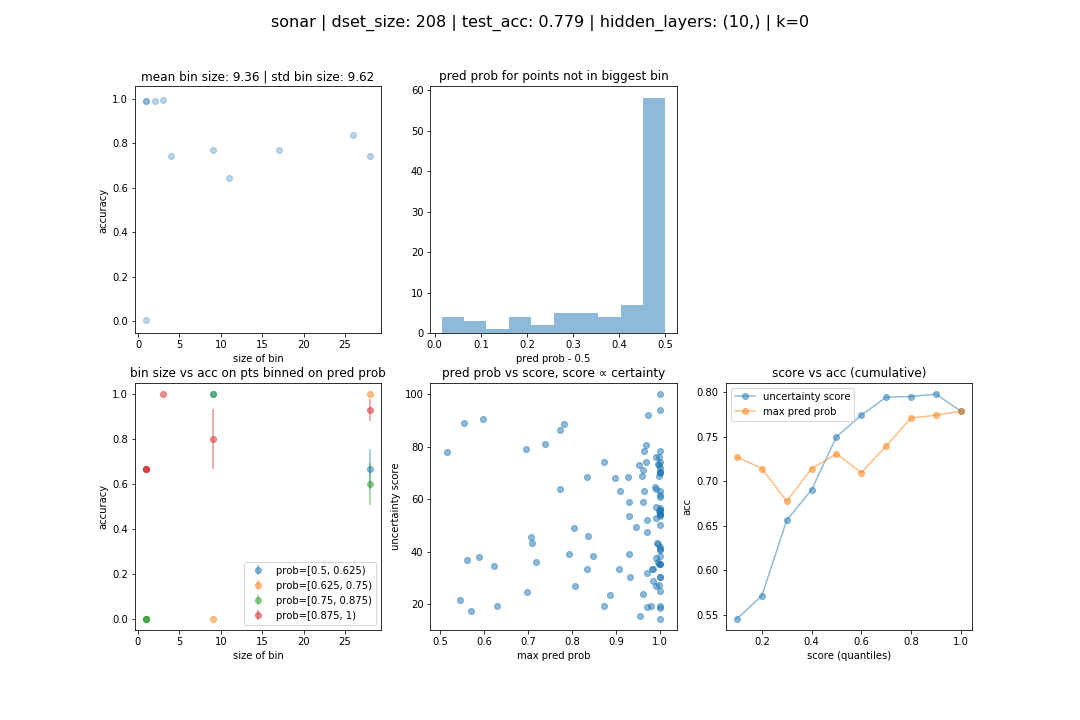 sonar | dset_size: 208 | test_acc: 0.779 | hidden_layers: (10,) | k=0
mean bin size: 9.36 | std bin size: 9.62
1.0
0.8
0.6
0.4
0.2
0.0
accuracy
0 5 10 15 20 25
size of bin
pred prob for points not in biggest bin
60
50
40
30
20
10
0
0.0 0.1 0.2 0.3 0.4 0.5
pred prob - 0.5
bin size vs acc on pts binned on pred prob
1.0
0.8
0.6
0.4
0.2
0.0
accuracy
prob=[0.5, 0.625)
prob=[0.625, 0.75)
prob=[0.75, 0.875)
prob=[0.875, 1)
0 5 10 15 20 25
size of bin
pred prob vs score, score ∝ certainty
100
80
60
40
20
uncertainty score
0.5 0.6 0.7 0.8 0.9 1.0
max pred prob
score vs acc (cumulative)
uncertainty score
max pred prob
0.80
0.75
0.70
0.65
0.60
0.55
acc
0.2 0.4 0.6 0.8 1.0
score (quantiles)